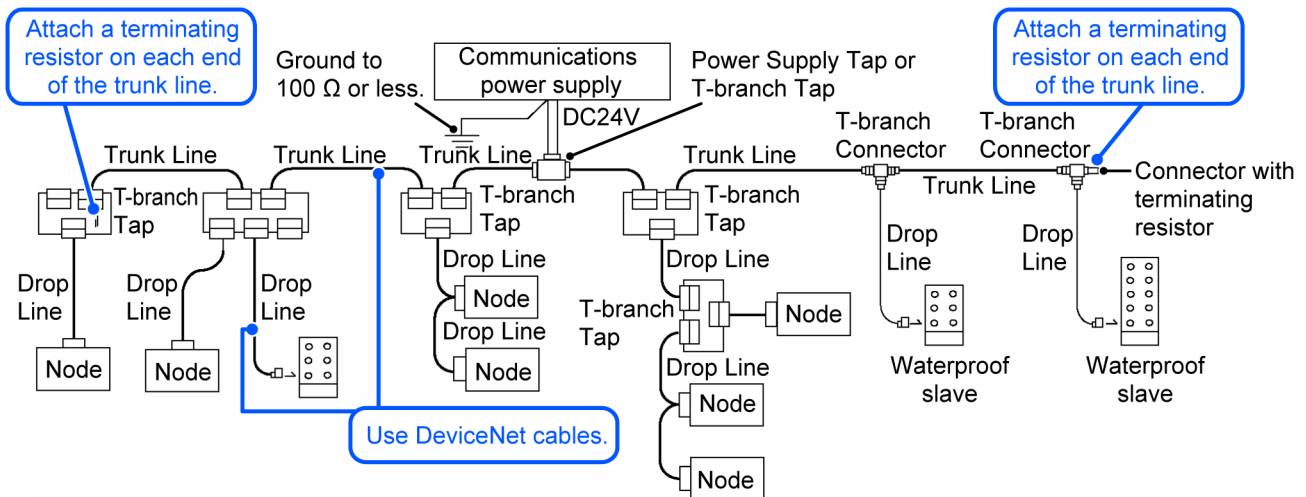 Attach a terminating
resistor on each end
of the trunk line.
Ground to
100 Ω or less.
Communications
power supply
DC24V
Power Supply Tap or
T-branch Tap
Attach a terminating
resistor on each end
of the trunk line.
T-branch
Connector
T-branch
Connector
Trunk Line
Trunk Line
Trunk Line
Trunk Line
Trunk Line
Connector with
terminating
resistor
T-branch
Tap
T-branch
Tap
T-branch
Tap
Drop
Line
Drop
Line
Drop
Line
Drop Line
Drop Line
Drop
Line
Drop
Line
Node
Node
T-branch
Tap
Drop Line
Node
Node
Node
Drop Line
Node
Waterproof
slave
Waterproof
slave
Node
Use DeviceNet cables.
Node